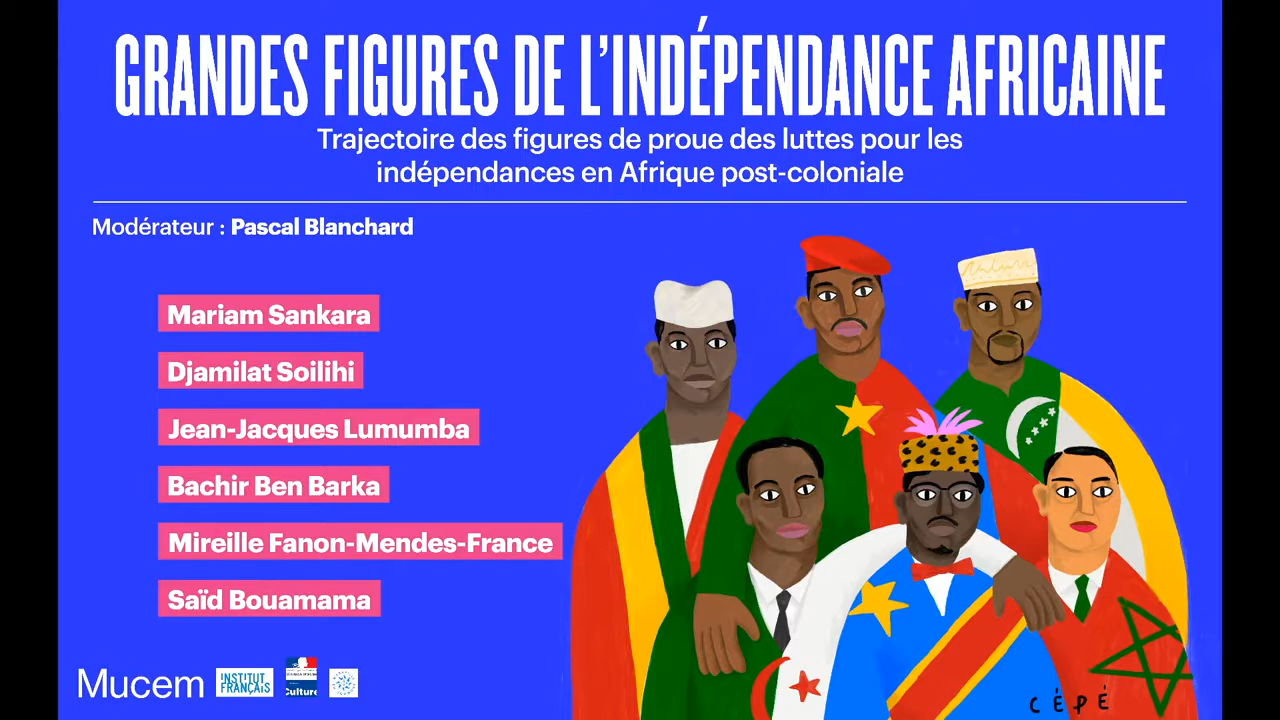 GRANDES FIGURES DE L'INDÉPENDANCE AFRICAINE
Trajectoire des figures de proue des luttes pour les
indépendances en Afrique post-coloniale
Modérateur : Pascal Blanchard
Mariam Sankara
Djamilat Soilihi
Jean-Jacques Lumumba
Bachir Ben Barka
Mireille Fanon-Mendes-France
Saïd Bouamama
Mucem
INSTITUT
FRANÇAIS
Culture
CÉPÉ